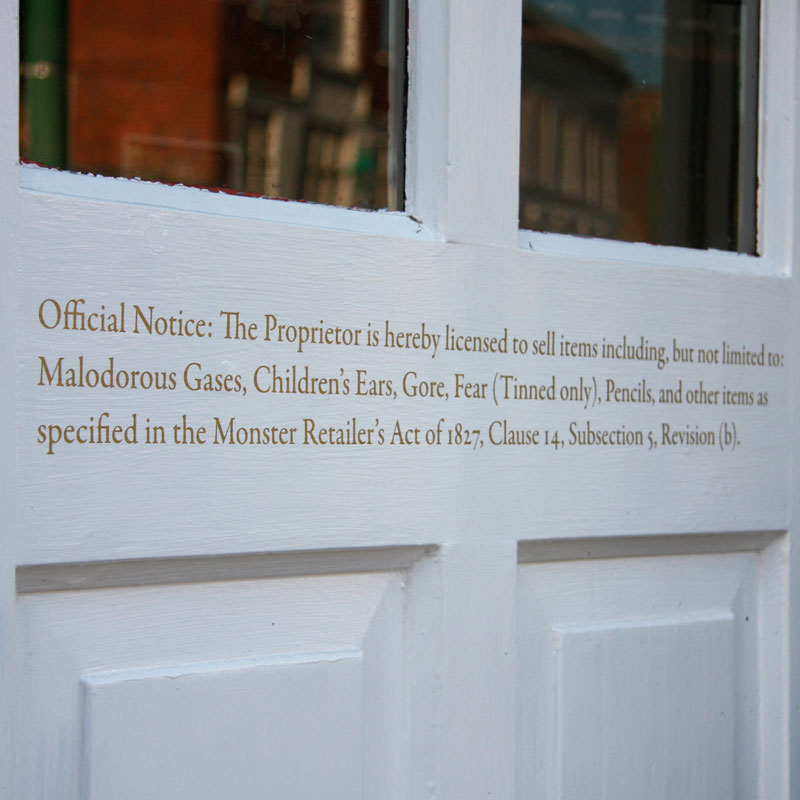 Official Notice: The Proprietor is hereby licensed to sell items including, but not limited to:
Malodorous Gases, Children's Ears, Gore, Fear (Tinned only), Pencils, and other items as
specified in the Monster Retailer's Act of 1827, Clause 14, Subsection 5, Revision (b).